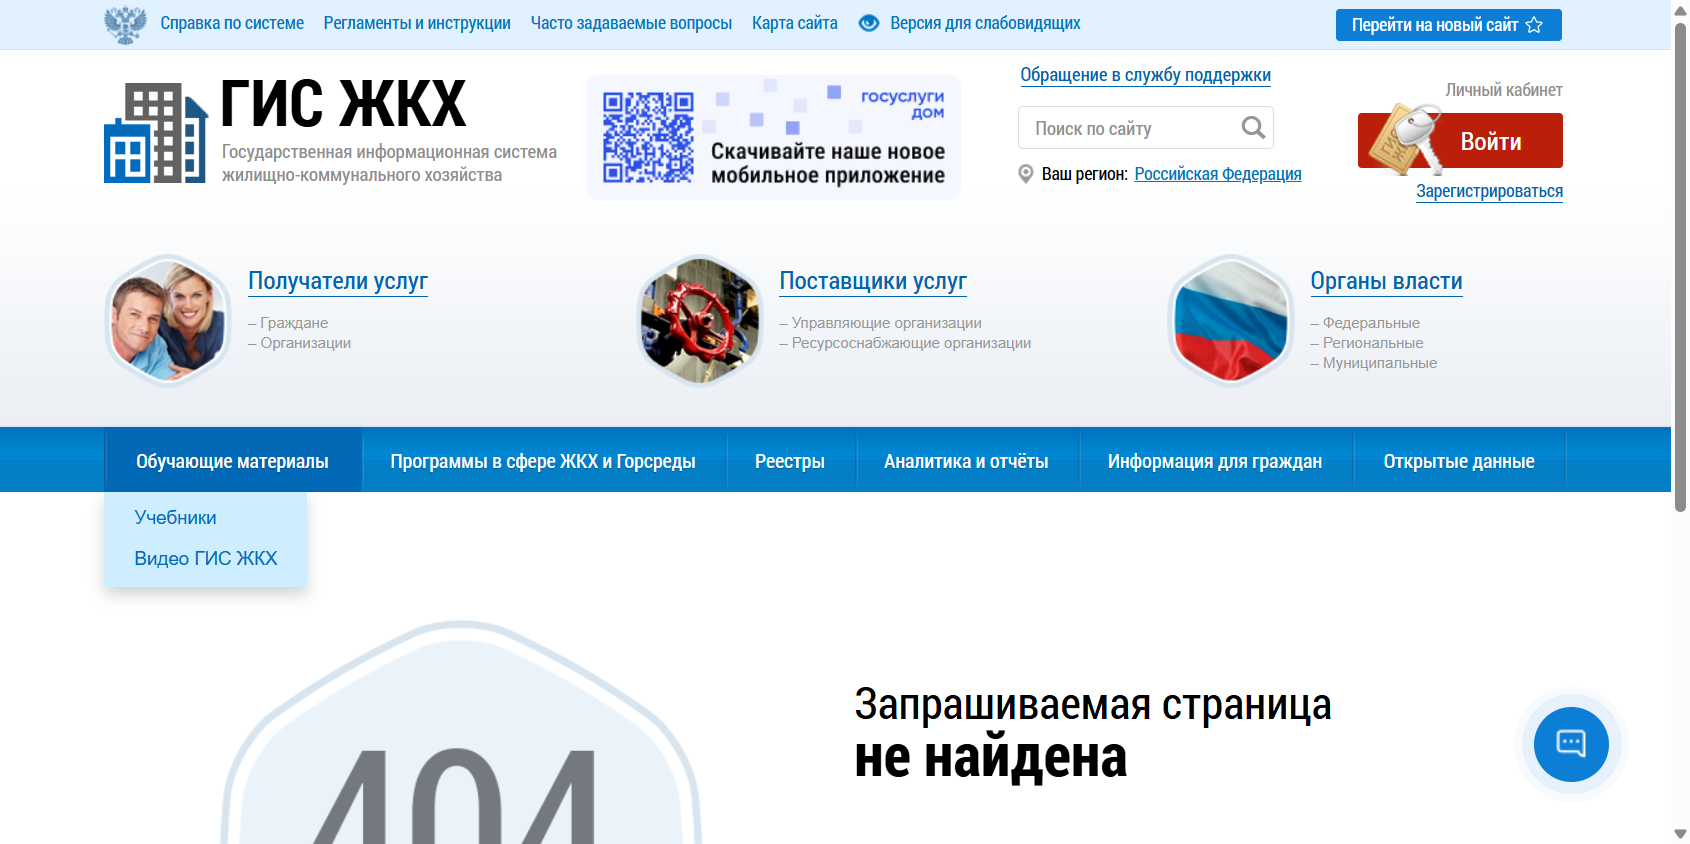 Справка по системе Регламенты и инструкции Часто задаваемые вопросы Карта сайта Версия для слабовидящих Перейти на новый сайт
ГИС ЖКХ
Государственная информационная система
жилищно-коммунального хозяйства
госуслуги
дом
Скачивайте наше новое
мобильное приложение
Обращение в службу поддержки
Поиск по сайту
Ваш регион: Российская Федерация
Личный кабинет
ГИС
ЖКХ
Войти
Зарегистрироваться
Получатели услуг
– Граждане
– Организации
Поставщики услуг
– Управляющие организации
– Ресурсоснабжающие организации
Органы власти
– Федеральные
– Региональные
– Муниципальные
Обучающие материалы Программы в сфере ЖКХ и Горсреды Реестры Аналитика и отчёты Информация для граждан Открытые данные
Учебники
Видео ГИС ЖКХ
404
Запрашиваемая страница
не найдена